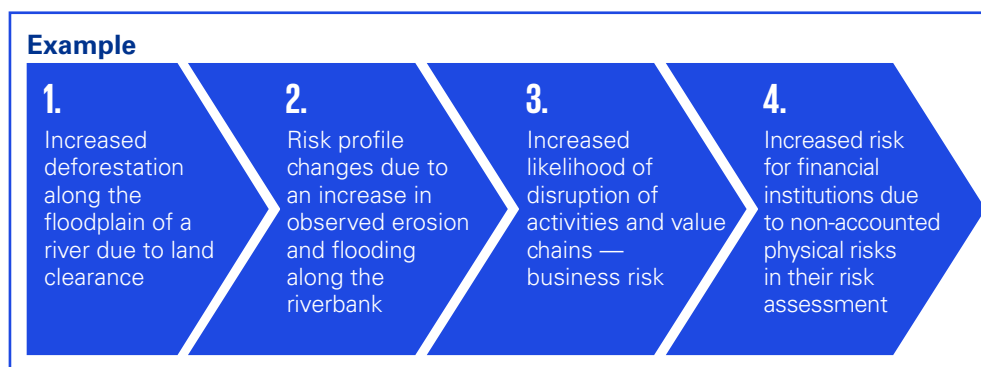 Example
1.
Increased
deforestation
along the
floodplain of a
river due to land
clearance
2.
Risk profile
changes due to
an increase in
observed erosion
and flooding
along the
riverbank
3.
Increased
likelihood of
disruption of
activities and value
chains —
business risk
4.
Increased risk
for financial
institutions due
to non-accounted
physical risks
in their risk
assessment